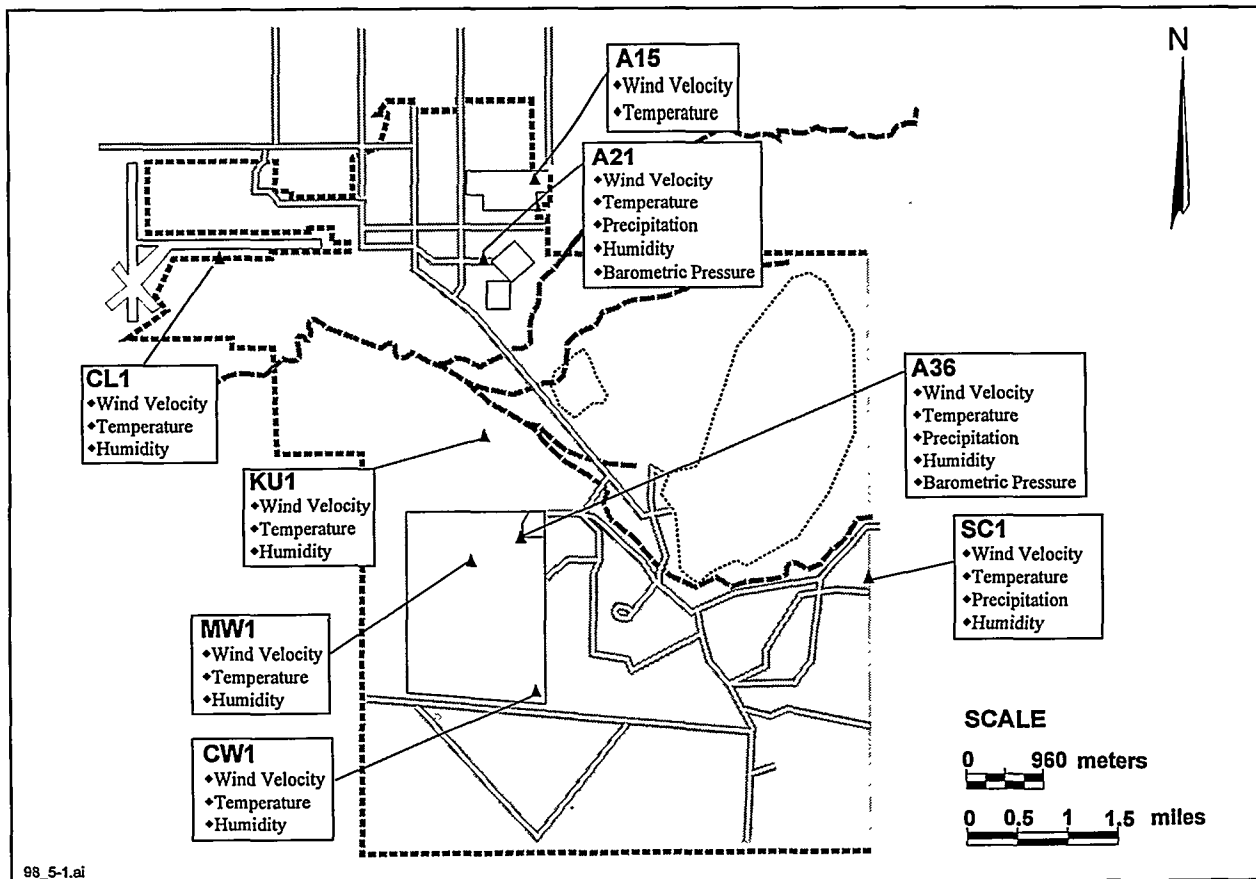 N
A15
◆Wind Velocity
◆Temperature
A21
◆Wind Velocity
◆Temperature
◆Precipitation
◆Humidity
◆Barometric Pressure
CL1
◆Wind Velocity
◆Temperature
◆Humidity
A36
◆Wind Velocity
◆Temperature
◆Precipitation
◆Humidity
◆Barometric Pressure
KU1
◆Wind Velocity
◆Temperature
◆Humidity
SC1
◆Wind Velocity
◆Temperature
◆Precipitation
◆Humidity
MW1
◆Wind Velocity
◆Temperature
◆Humidity
CW1
◆Wind Velocity
◆Temperature
◆Humidity
SCALE
0 960 meters
0 0.5 1 1.5 miles
98_5-1.ai